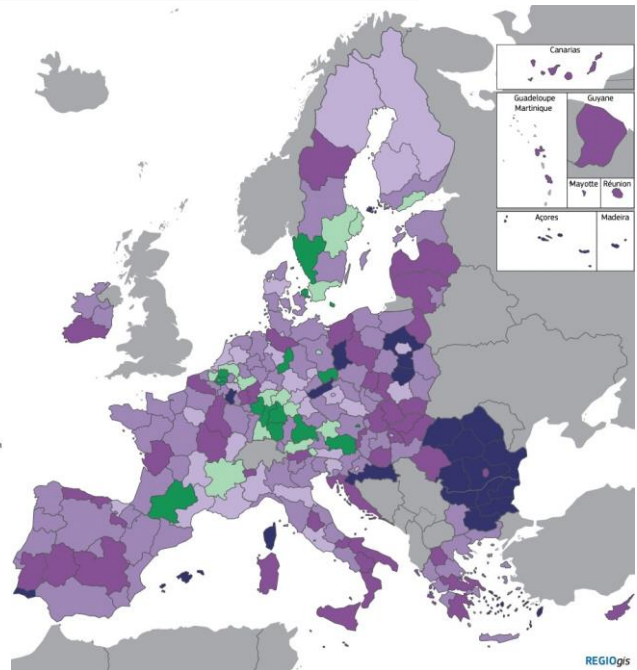 Canarias
Guadeloupe
Martinique
Guyane
Mayotte
Réunion
Açores
Madeira
REGIOgis